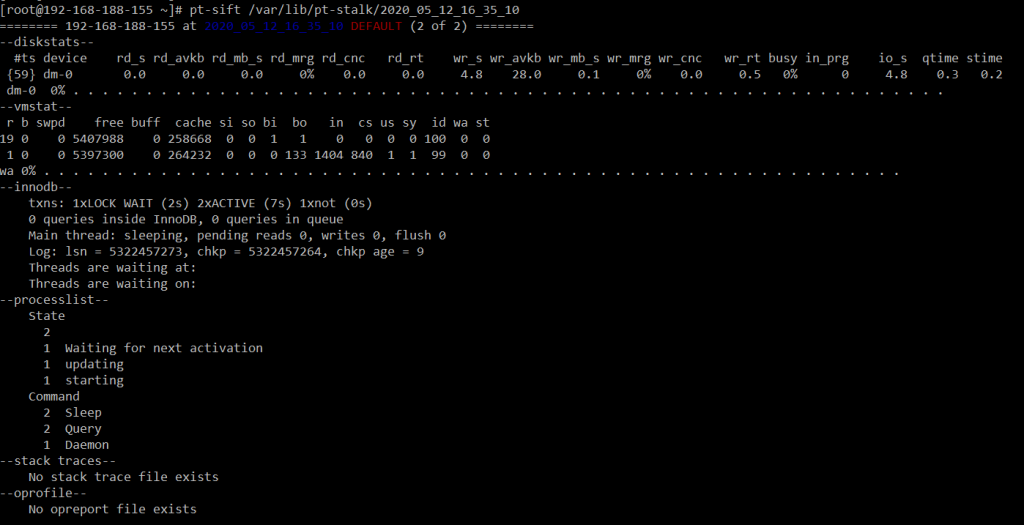 [root@192-168-188-155 ~]# pt-sift /var/lib/pt-stalk/2020_05_12_16_35_10
======== 192-168-188-155 at 2020_05_12_16_35_10 DEFAULT (2 of 2) ========
--diskstats--
  #ts device    rd_s rd_avkb rd_mb_s rd_mrg rd_cnc   rd_rt    wr_s wr_avkb wr_mb_s wr_mrg wr_cnc   wr_rt busy in_prg    io_s  qtime stime
 {59} dm-0       0.0     0.0     0.0     0%    0.0     0.0     4.8    28.0     0.1     0%    0.0     0.5   0%      0     4.8    0.3   0.2
 dm-0  0% . . . . . . . . . . . . . . . . . . . . . . . . . . . . . . . . . . . . . . . . . . . . . . . . . . . . . . . . . . .
--vmstat--
 r b swpd    free buff  cache si so bi  bo   in  cs us sy  id wa st
19 0    0 5407988    0 258668  0  0  1   1    0   0  0  0 100  0  0
 1 0    0 5397300    0 264232  0  0  0 133 1404 840  1  1  99  0  0
wa 0% . . . . . . . . . . . . . . . . . . . . . . . . . . . . . . . . . . . . . . . . . . . . . . . . . . . . . . . . . . .
--innodb--
    txns: 1xLOCK WAIT (2s) 2xACTIVE (7s) 1xnot (0s)
    0 queries inside InnoDB, 0 queries in queue
    Main thread: sleeping, pending reads 0, writes 0, flush 0
    Log: lsn = 5322457273, chkp = 5322457264, chkp age = 9
    Threads are waiting at:
    Threads are waiting on:
--processlist--
    State
      2
      1  Waiting for next activation
      1  updating
      1  starting
    Command
      2  Sleep
      2  Query
      1  Daemon
--stack traces--
    No stack trace file exists
--oprofile--
    No opreport file exists